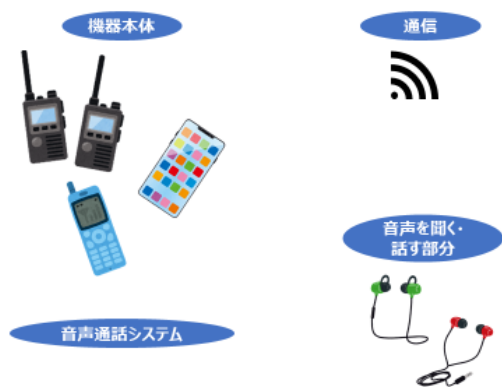 機器本体
通信
音声を聞く・
話す部分
音声通話システム